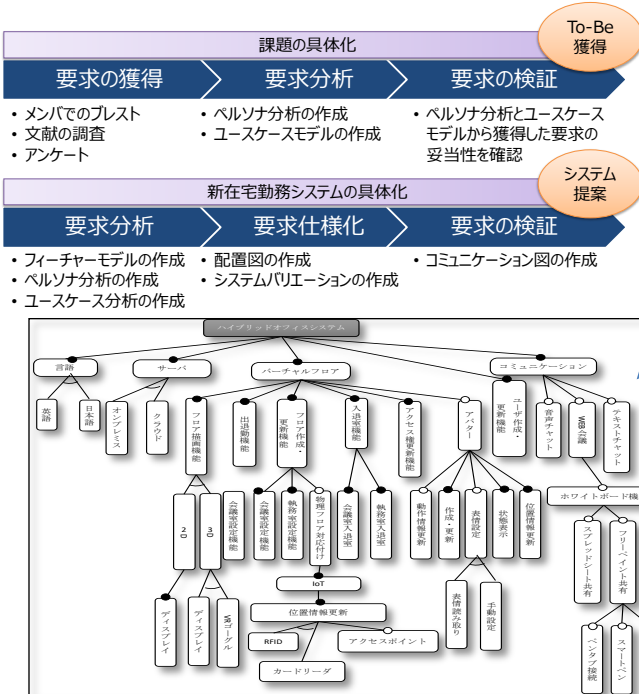 To-Be
獲得
課題の具体化
要求の獲得
要求分析
要求の検証
• メンバでのブレスト
• 文献の調査
• アンケート
• ペルソナ分析の作成
• ユースケースモデルの作成
• ペルソナ分析とユースケース
モデルから獲得した要求の
妥当性を確認
システム
提案
新在宅勤務システムの具体化
要求分析
要求仕様化
要求の検証
• フィーチャーモデルの作成
• ペルソナ分析の作成
• ユースケース分析の作成
• 配置図の作成
• システムバリエーションの作成
• コミュニケーション図の作成
ハイブリッドオフィスシステム
言語
サーバ
バーチャルフロア
コミュニケーション
英語
日本語
オンプレミス
クラウド
フロア描画機能
出退勤機能
フロア作成・
更新機能
入退室機能
アクセス権更新機能
アバター
ユーザ作成・
更新機能
音声チャット
WEB会議
テキストチャット
2D
3D
会議室設定機能
会議室設定機能
執務室設定機能
物理フロア対応付け
会議室入退室
執務室入退室
動作情報更新
作成・更新
表情設定
状態表示
位置情報更新
ホワイトボード機
IoT
位置情報更新
RFID
カードリーダ
アクセスポイント
ディスプレイ
ディスプレイ
VRゴーグル
表情読み取り
手動設定
スプレッドシート共有
フリーペイント共有
ペンタブ接続
スマートペン